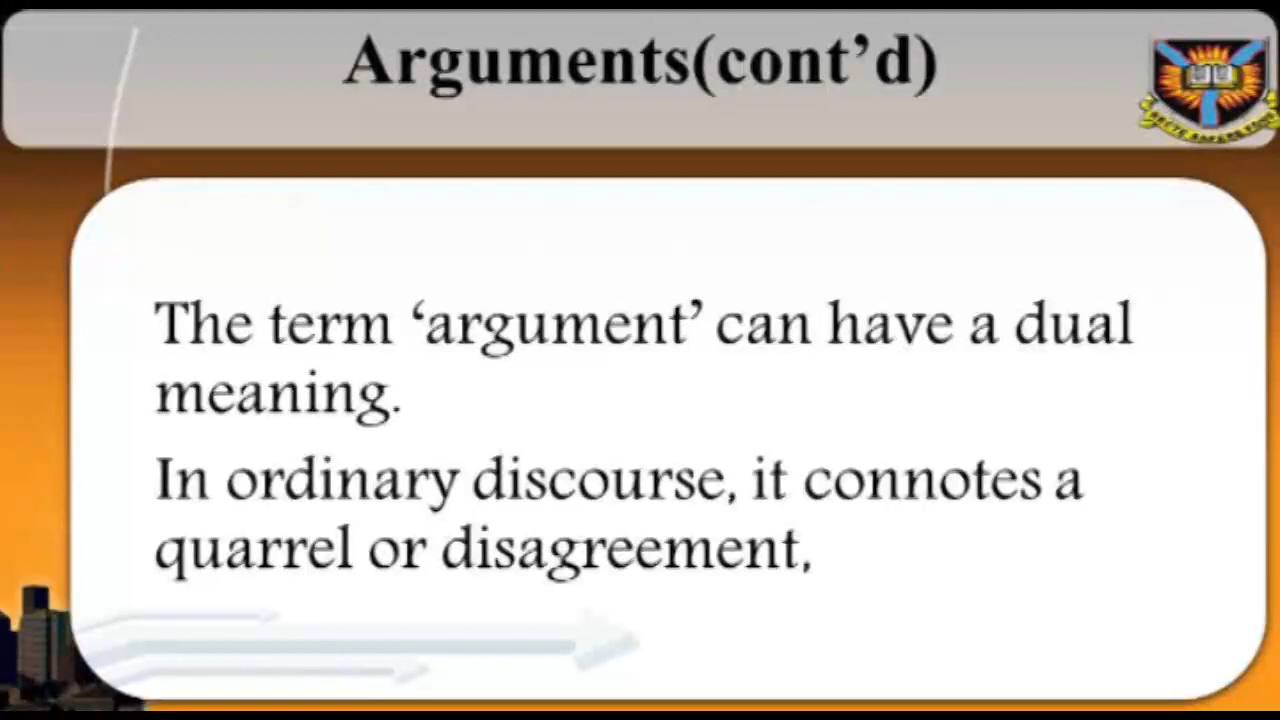 Arguments(cont’d)
The term ‘argument’ can have a dual
meaning.
In ordinary discourse, it connotes a
quarrel or disagreement,